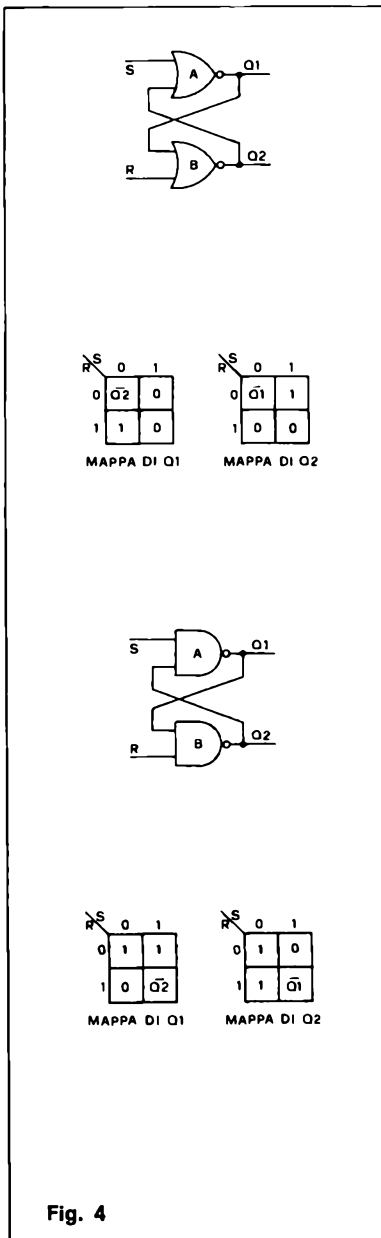 Q1
S
A
B
Q2
R
S
R
0 1
0 Q̄2 0
1 1 0
MAPPA DI Q1
S
R
0 1
0 Q̄1 1
1 0 0
MAPPA DI Q2
Q1
S
A
Q2
B
R
S
R
0 1
0 1 1
1 0 Q̄2
MAPPA DI Q1
S
R
0 1
0 1 0
1 1 Q̄1
MAPPA DI Q2
Fig. 4